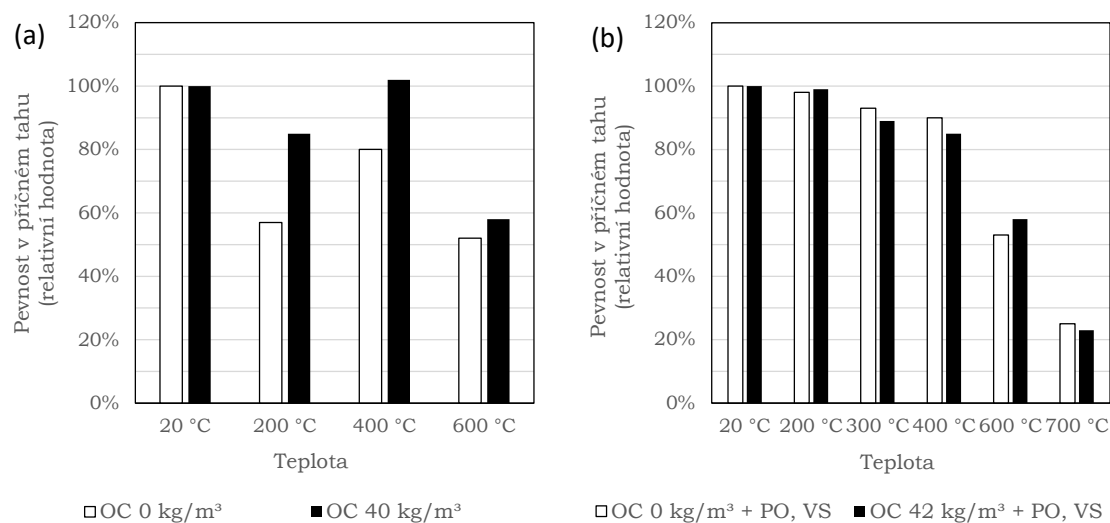 (a)
Pevnost v příčném tahu
(relativní hodnota)
120%
100%
80%
60%
40%
20%
0%
20 °C 200 °C 400 °C 600 °C
Teplota
OC 0 kg/m³ OC 40 kg/m³
(b)
Pevnost v příčném tahu
(relativní hodnota)
120%
100%
80%
60%
40%
20%
0%
20 °C 200 °C 300 °C 400 °C 600 °C 700 °C
Teplota
OC 0 kg/m³ + PO, VS OC 42 kg/m³ + PO, VS